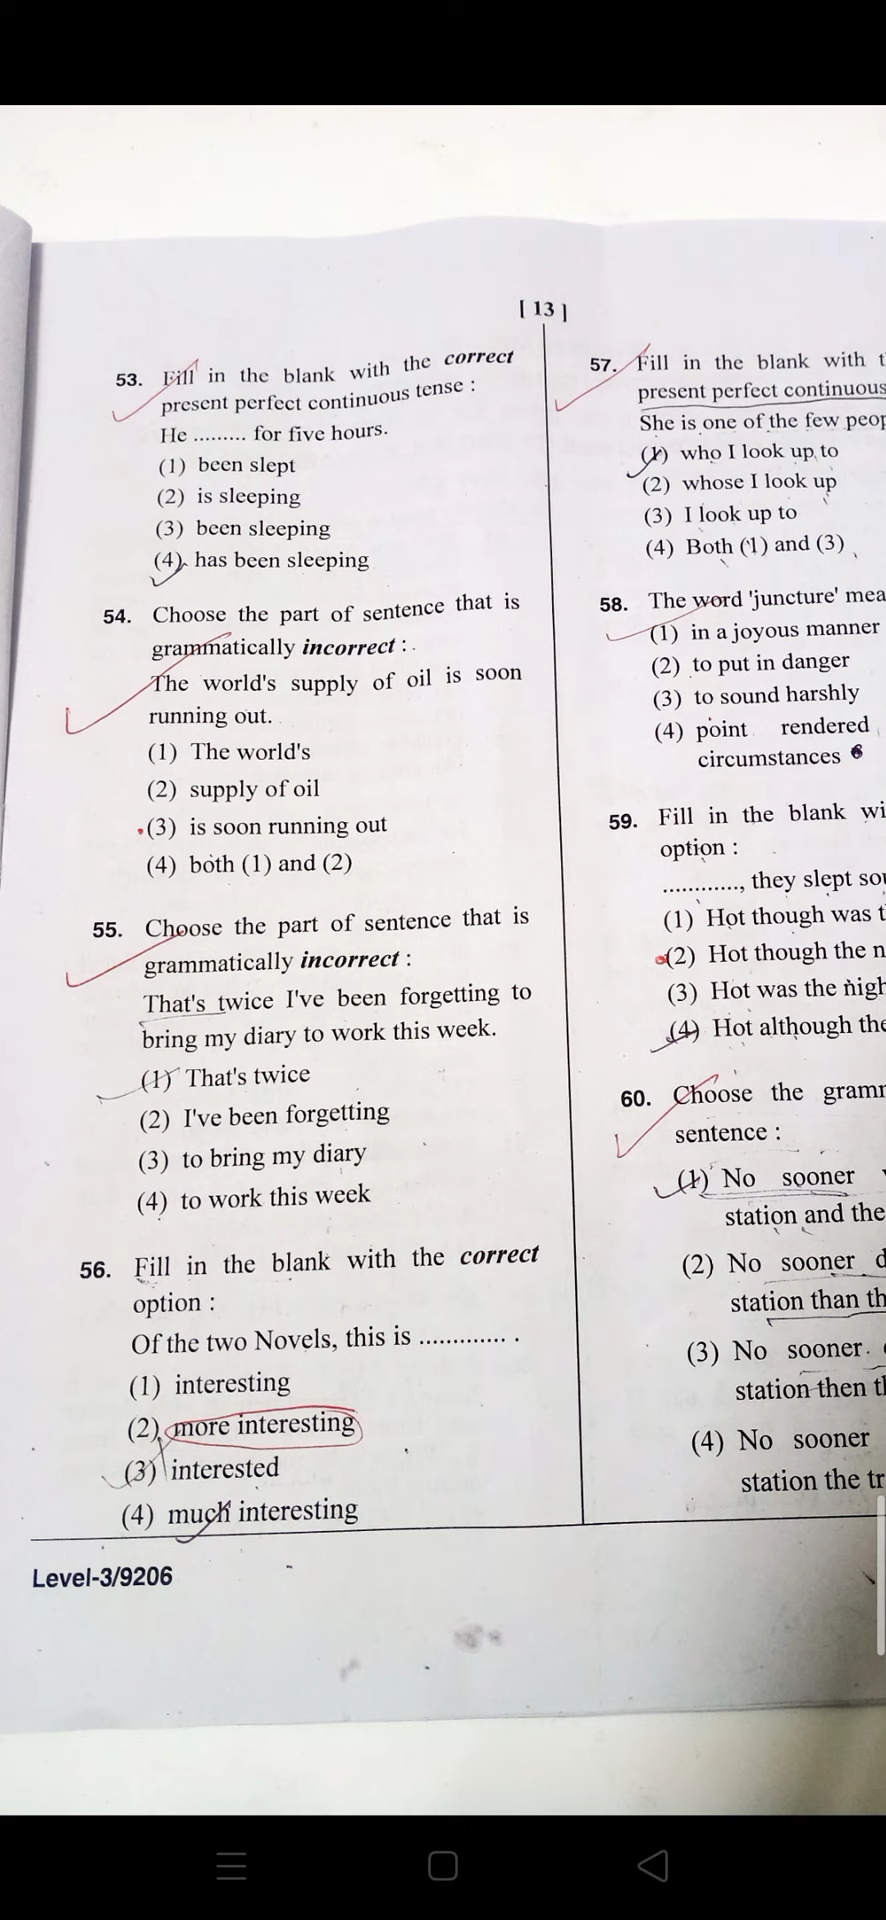 [ 13 ]
53. Fill in the blank with the correct
present perfect continuous tense :
He ......... for five hours.
(1) been slept
(2) is sleeping
(3) been sleeping
(4) has been sleeping
54. Choose the part of sentence that is
grammatically incorrect :
The world's supply of oil is soon
running out.
(1) The world's
(2) supply of oil
(3) is soon running out
(4) both (1) and (2)
55. Choose the part of sentence that is
grammatically incorrect :
That's twice I've been forgetting to
bring my diary to work this week.
(1) That's twice
(2) I've been forgetting
(3) to bring my diary
(4) to work this week
56. Fill in the blank with the correct
option :
Of the two Novels, this is ............. .
(1) interesting
(2) more interesting
(3) interested
(4) much interesting
57. Fill in the blank with
present perfect continuous
She is one of the few
(1) who I look up to
(2) whose I look up
(3) I look up to
(4) Both (1) and (3)
58. The word 'juncture'
(1) in a joyous manner
(2) to put in danger
(3) to sound harshly
(4) point rendered
circumstances
59. Fill in the blank
option :
............, they slept
(1) Hot though was
(2) Hot though the
(3) Hot was the
(4) Hot although the
60. Choose the
sentence :
(1) No sooner
station and the
(2) No sooner
station than
(3) No sooner
station then
(4) No sooner
station the
Level-3/9206